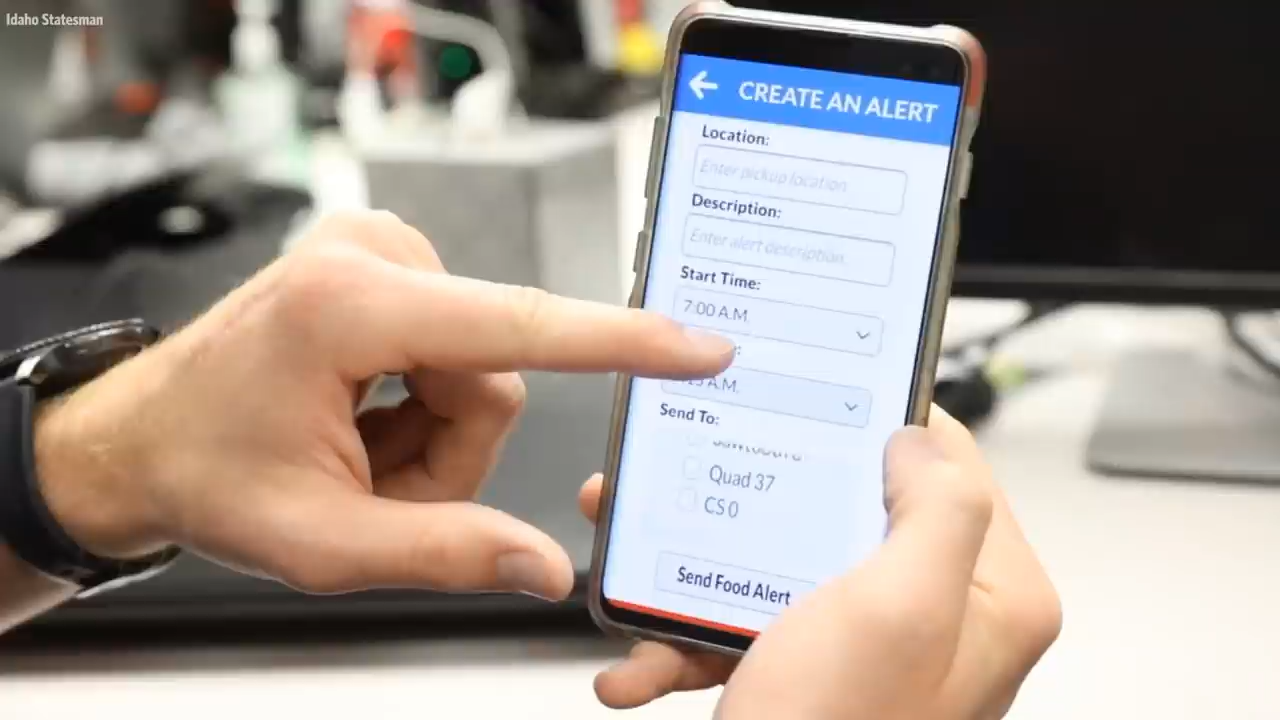 Idaho Statesman
CREATE AN ALERT
Location:
Enter pickup location
Description:
Enter alert description
Start Time:
7:00 A.M.
A.M.
Send To:
Quad 37
CS 0
Send Food Alert